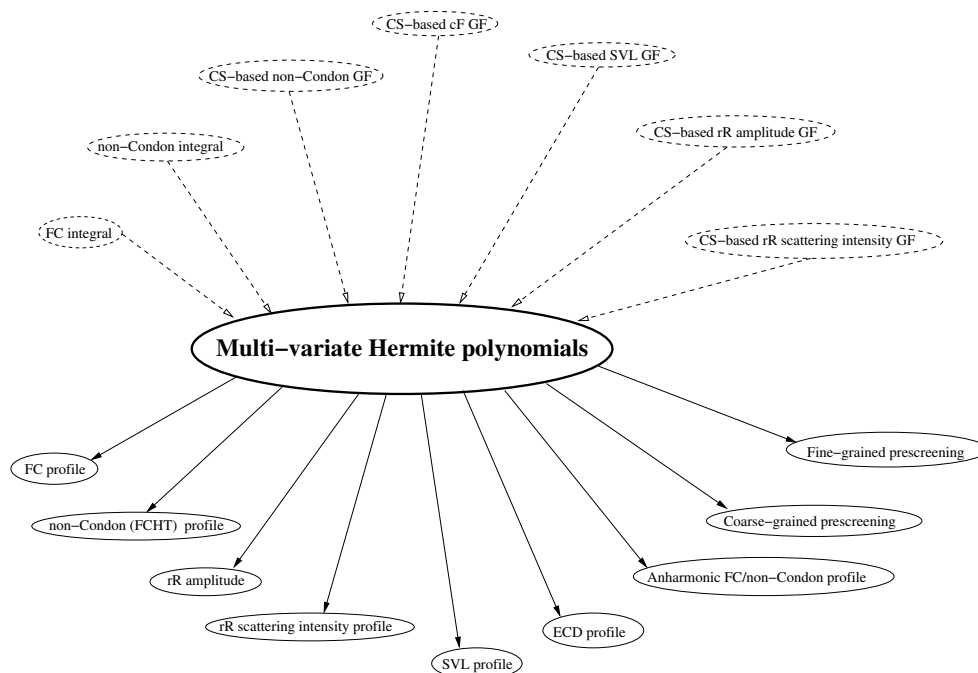 CS−based cF GF
CS−based SVL GF
CS−based non−Condon GF
CS−based rR amplitude GF
non−Condon integral
FC integral
CS−based rR scattering intensity GF
Multi−variate Hermite polynomials
Fine−grained prescreening
FC profile
Coarse−grained prescreening
non−Condon (FCHT) profile
Anharmonic FC/non−Condon profile
rR amplitude
rR scattering intensity profile
ECD profile
SVL profile